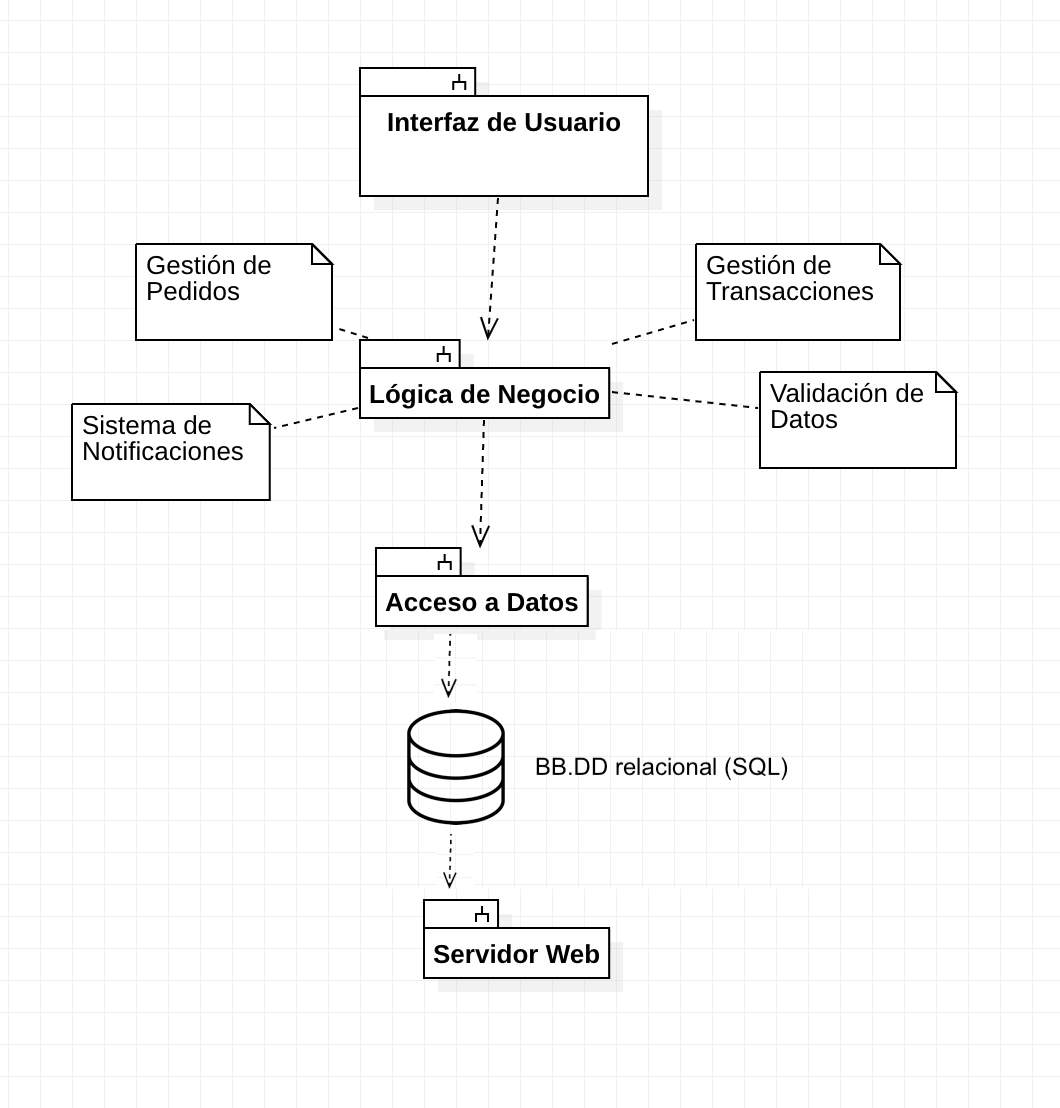 Interfaz de Usuario
Gestión de
Pedidos
Gestión de
Transacciones
Lógica de Negocio
Validación de
Datos
Sistema de
Notificaciones
Acceso a Datos
BB.DD relacional (SQL)
Servidor Web